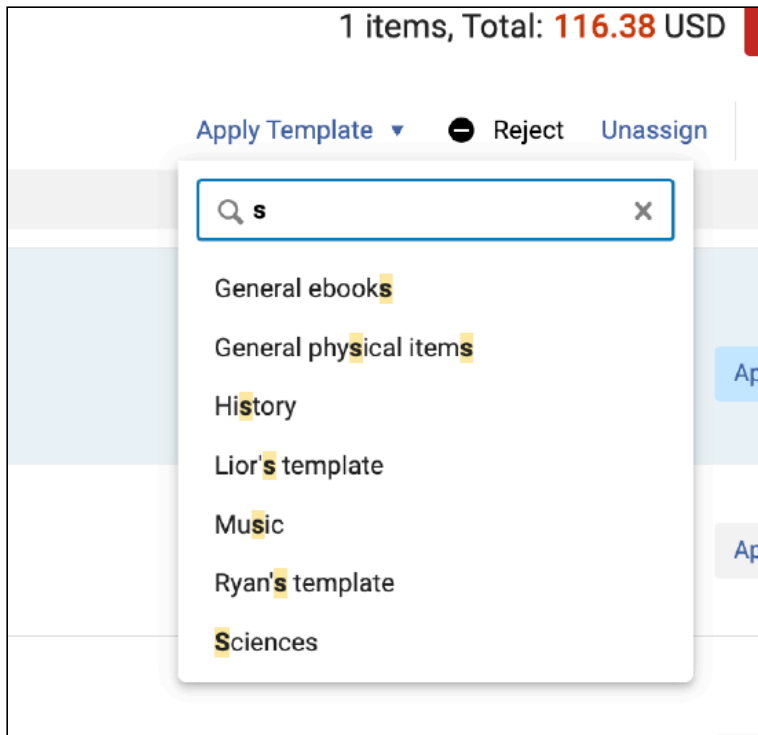 1 items, Total: 116.38 USD
Apply Template Reject Unassign
s
General ebooks
General physical items
History
Lior's template
Music
Ryan's template
Sciences